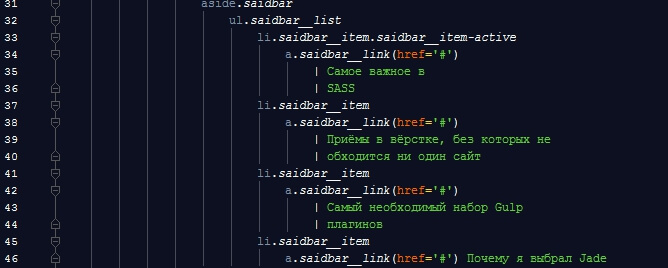 31 aside.saidbar
32 ul.saidbar__list
33 li.saidbar__item.saidbar__item-active
34 a.saidbar__link(href='#')
35 | Самое важное в
36 | SASS
37 li.saidbar__item
38 a.saidbar__link(href='#')
39 | Приёмы в вёрстке, без которых не
40 | обходится ни один сайт
41 li.saidbar__item
42 a.saidbar__link(href='#')
43 | Самый необходимый набор Gulp
44 | плагинов
45 li.saidbar__item
46 a.saidbar__link(href='#') Почему я выбрал Jade